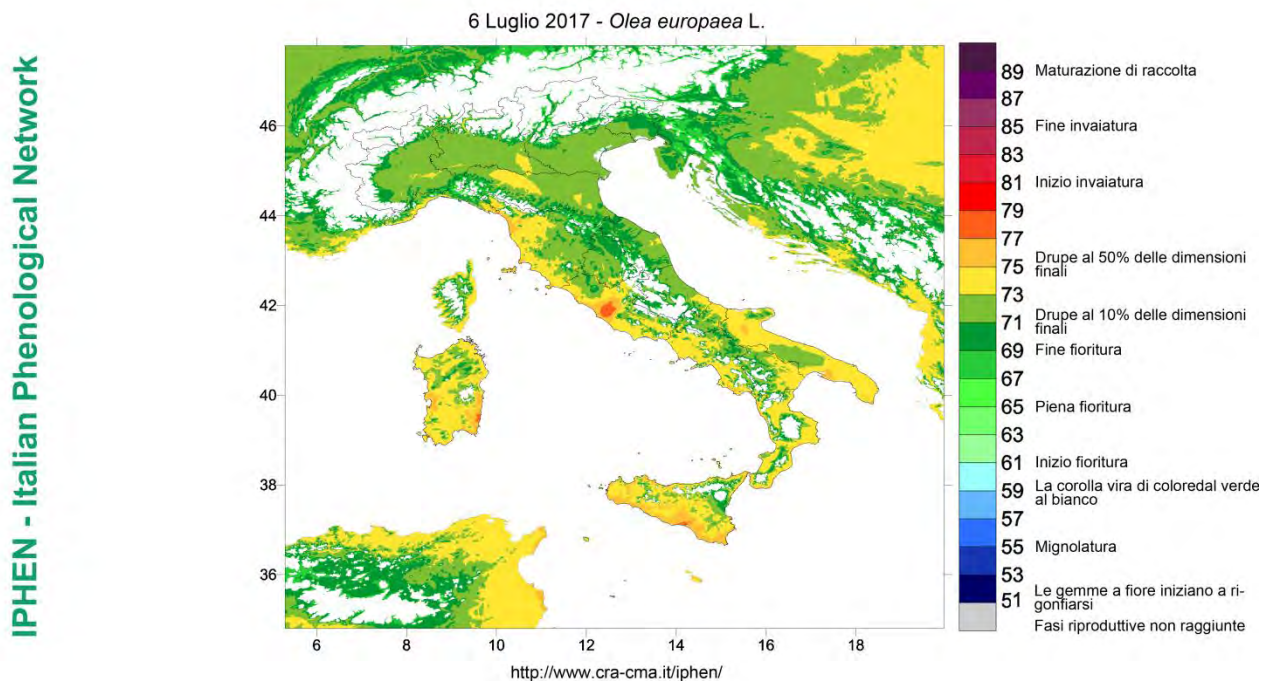 IPHEN - Italian Phenological Network
6 Luglio 2017 - Olea europaea L.
46
44
42
40
38
36
6
8
10
12
14
16
18
http://www.cra-cma.it/iphen/
89
87
85
83
81
79
77
75
73
71
69
67
65
63
61
59
57
55
53
51
Maturazione di raccolta
Fine invaiatura
Inizio invaiatura
Drupe al 50% delle dimensioni
finali
Drupe al 10% delle dimensioni
finali
Fine fioritura
Piena fioritura
Inizio fioritura
La corolla vira di coloredal verde
al bianco
Mignolatura
Le gemme a fiore iniziano a ri-
gonfiarsi
Fasi riproduttive non raggiunte